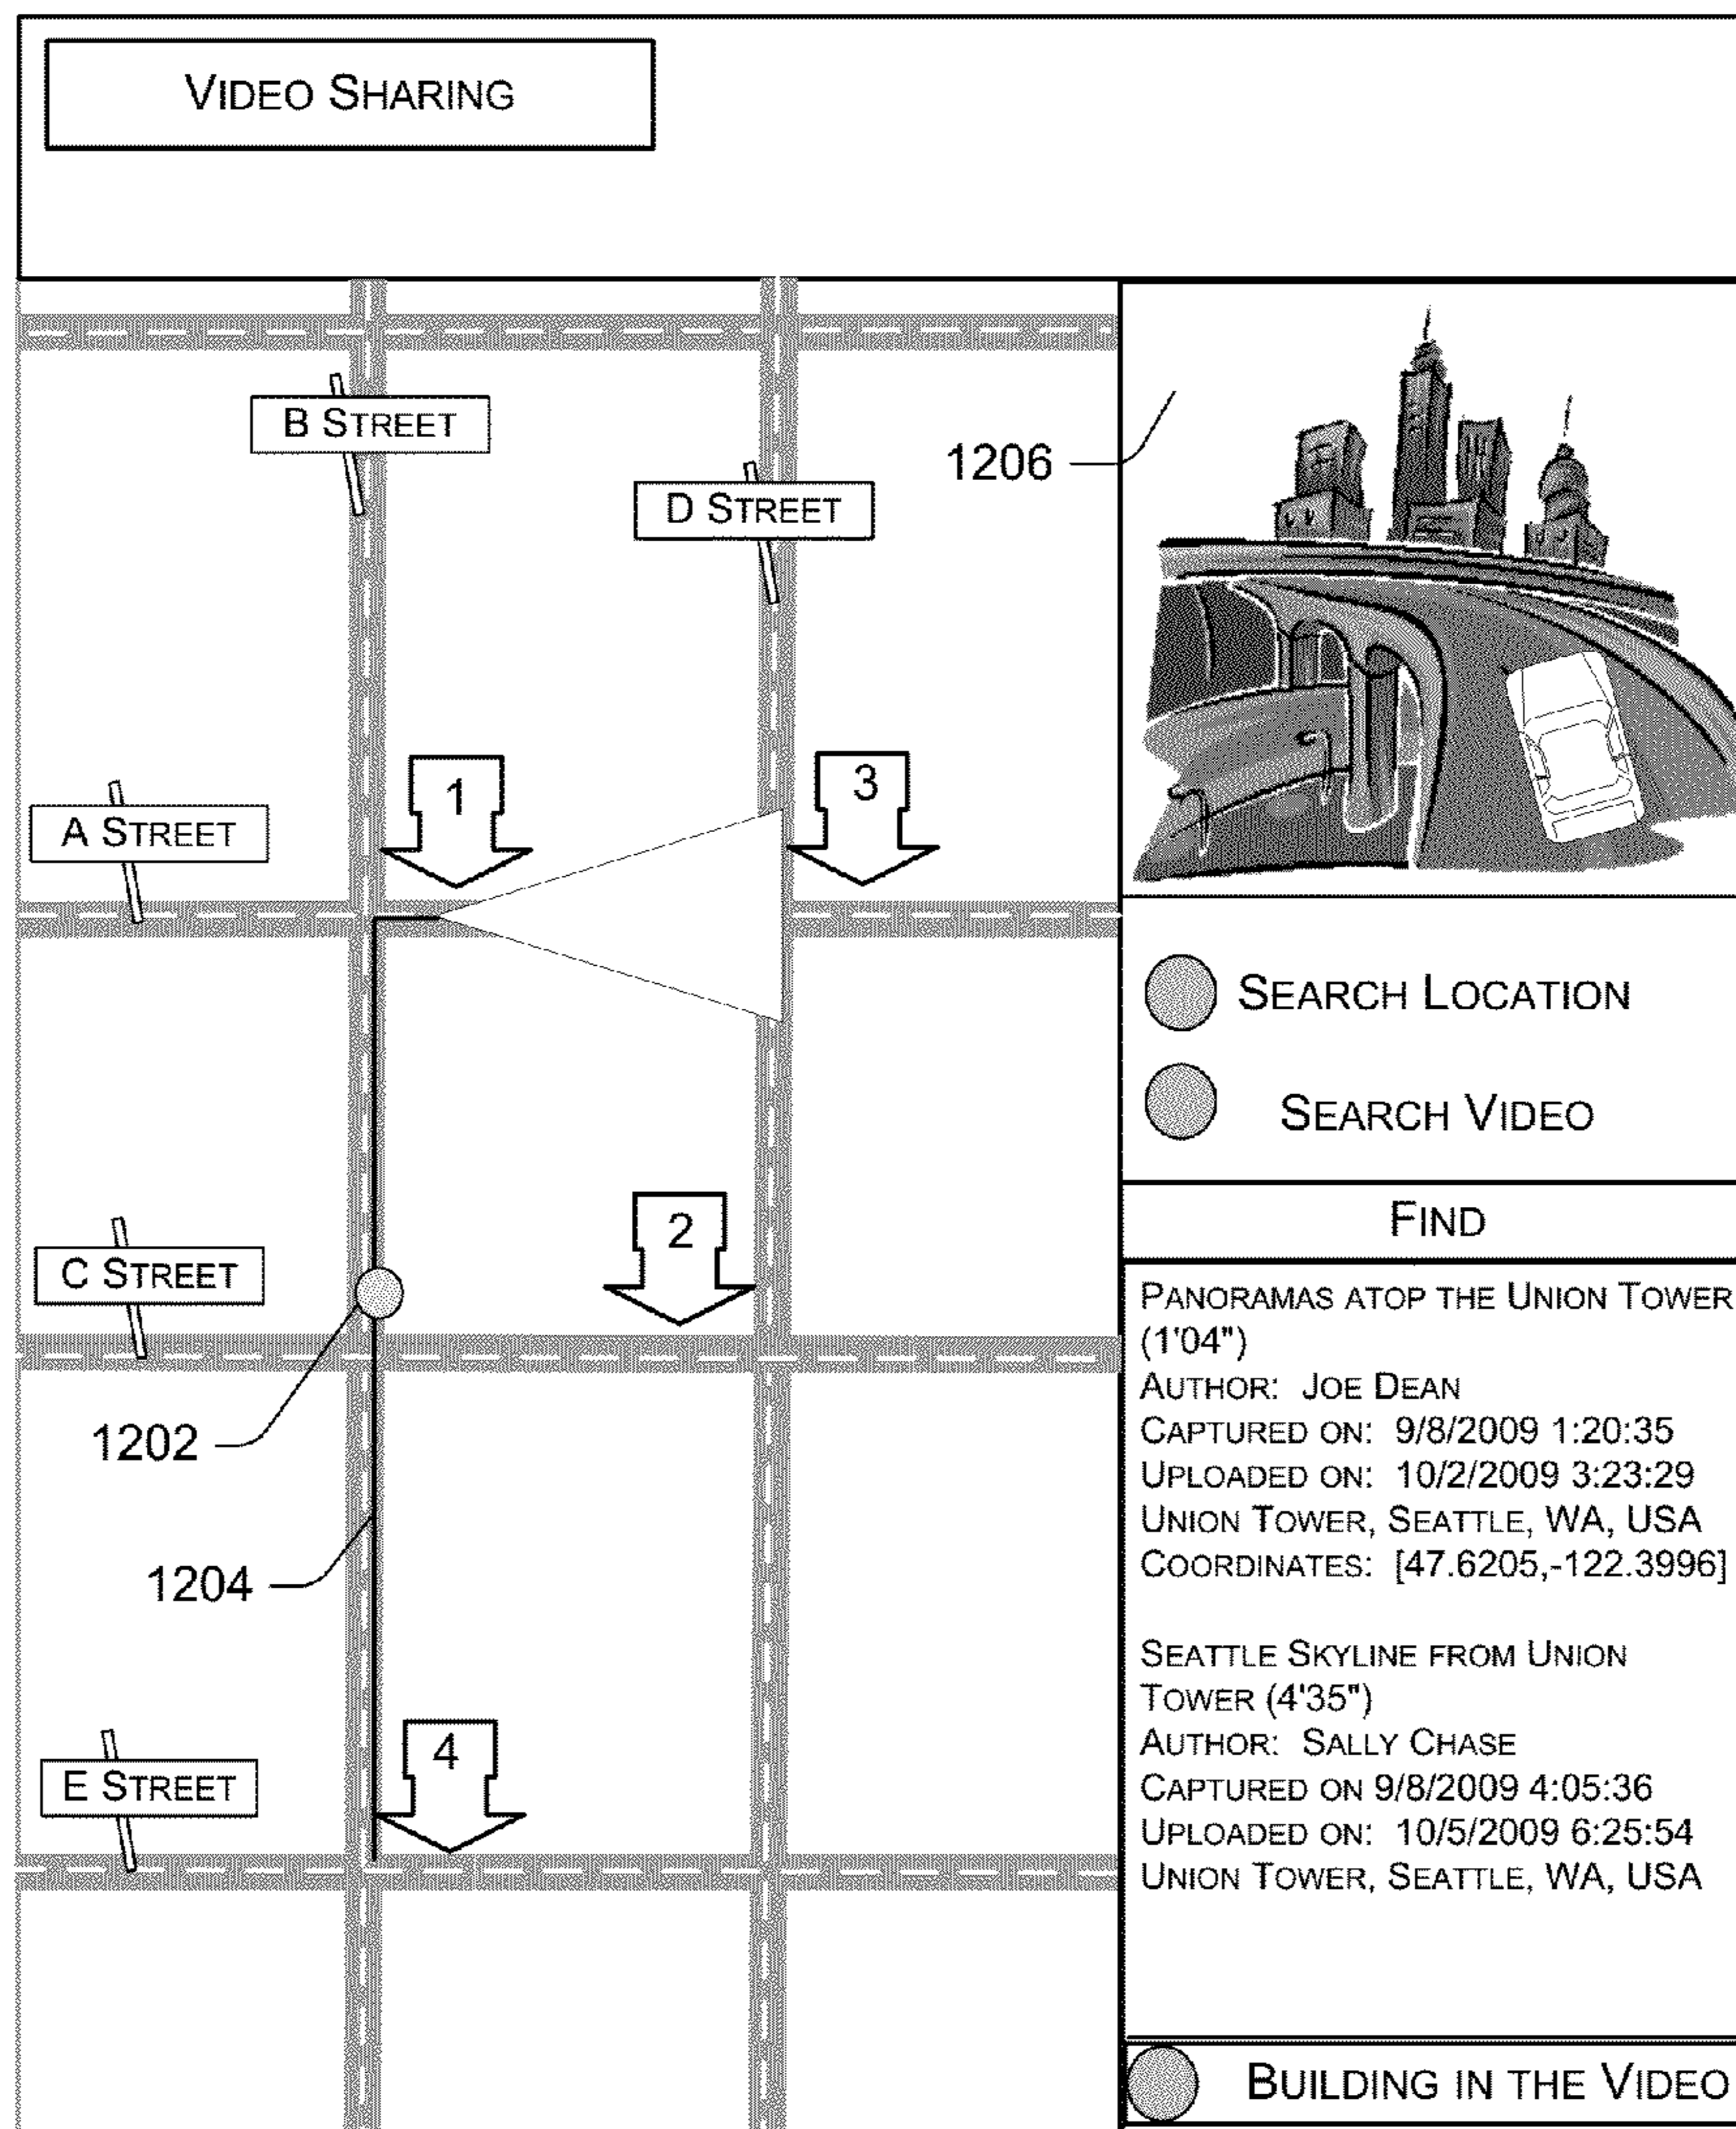 VIDEO SHARING
B STREET
D STREET
1206
1
3
A STREET
SEARCH LOCATION
SEARCH VIDEO
2
C STREET
FIND
1202
1204
4
E STREET
PANORAMAS ATOP THE UNION TOWER
(1'04")
AUTHOR: JOE DEAN
CAPTURED ON: 9/8/2009 1:20:35
UPLOADED ON: 10/2/2009 3:23:29
UNION TOWER, SEATTLE, WA, USA
COORDINATES: [47.6205,-122.3996]
SEATTLE SKYLINE FROM UNION
TOWER (4'35")
AUTHOR: SALLY CHASE
CAPTURED ON 9/8/2009 4:05:36
UPLOADED ON: 10/5/2009 6:25:54
UNION TOWER, SEATTLE, WA, USA
BUILDING IN THE VIDEO